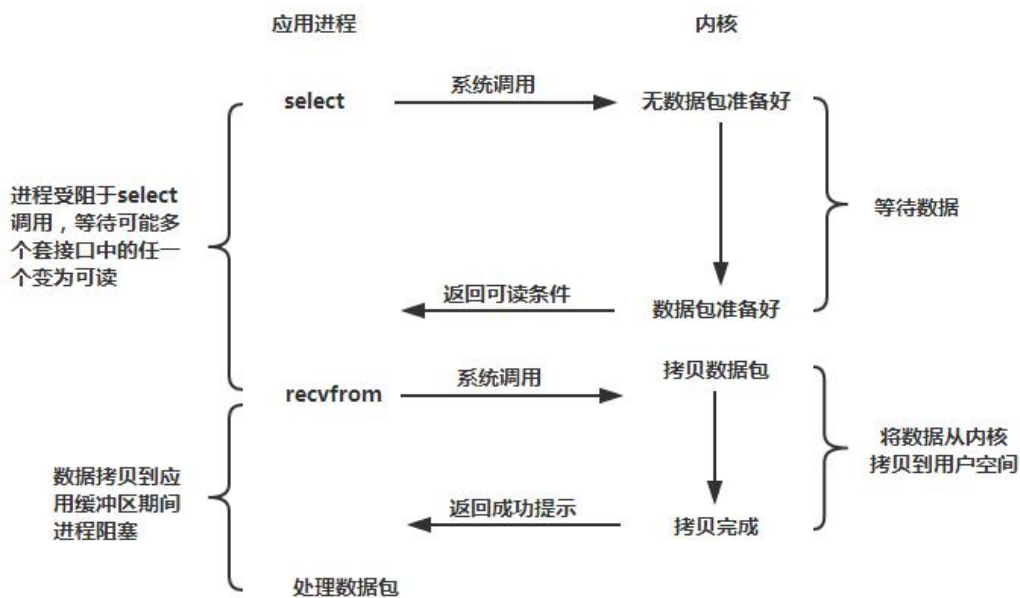 应用进程
内核
select
系统调用
无数据包准备好
进程受阻于select
调用，等待可能多
个套接口中的任一
个变为可读
等待数据
返回可读条件
数据包准备好
recvfrom
系统调用
拷贝数据包
将数据从内核
拷贝到用户空间
数据拷贝到应
用缓冲区期间
进程阻塞
返回成功提示
拷贝完成
处理数据包